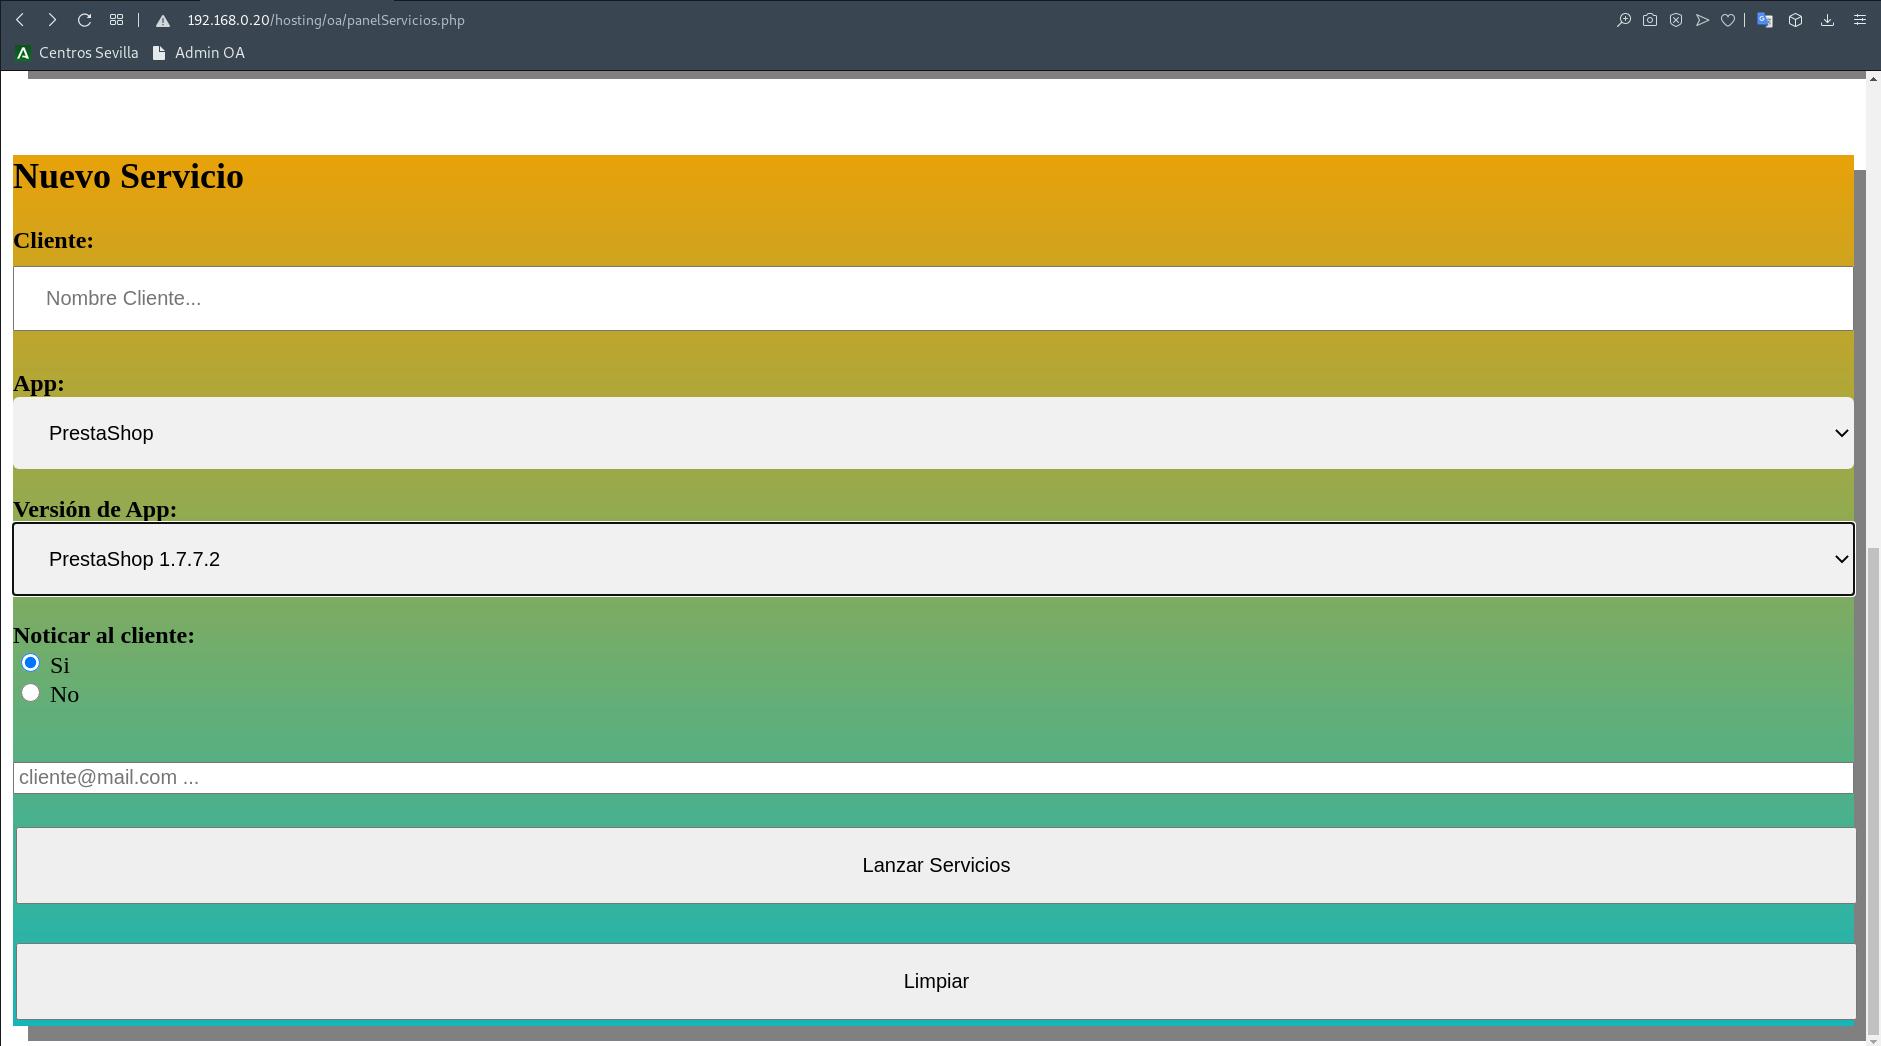 192.168.0.20/hosting/oa/panelServicios.php
Centros Sevilla Admin OA
Nuevo Servicio
Cliente:
Nombre Cliente...
App:
PrestaShop
Versión de App:
PrestaShop 1.7.7.2
Noticar al cliente:
Si
No
cliente@mail.com ...
Lanzar Servicios
Limpiar